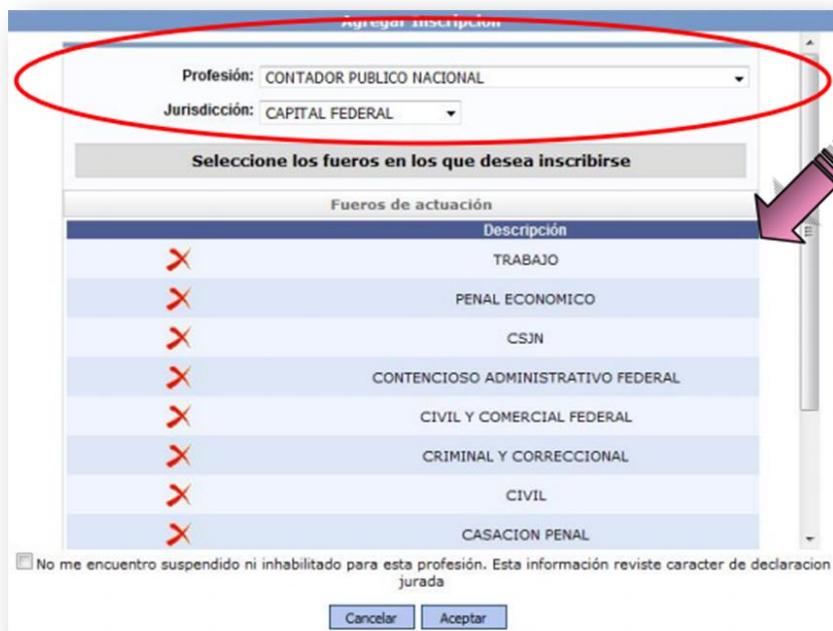 Agregar Inscripción
Profesión: CONTADOR PUBLICO NACIONAL
Jurisdicción: CAPITAL FEDERAL
Seleccione los fueros en los que desea inscribirse
Fueros de actuación
Descripción
TRABAJO
PENAL ECONOMICO
CSJN
CONTENCIOSO ADMINISTRATIVO FEDERAL
CIVIL Y COMERCIAL FEDERAL
CRIMINAL Y CORRECCIONAL
CIVIL
CASACION PENAL
No me encuentro suspendido ni inhabilitado para esta profesión. Esta información reviste caracter de declaracion
jurada
Cancelar Aceptar